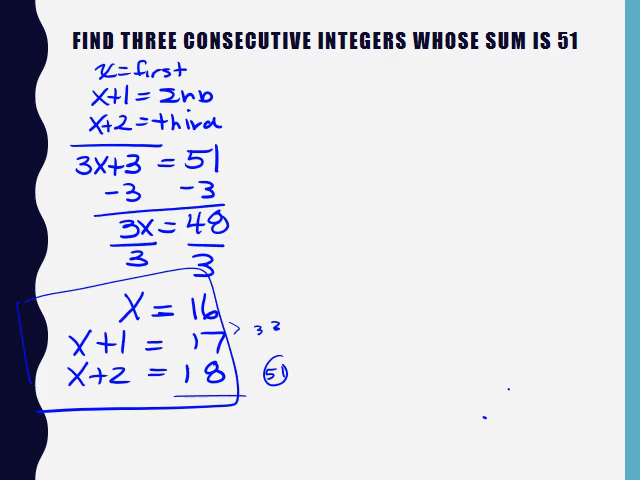 FIND THREE CONSECUTIVE INTEGERS WHOSE SUM IS 51
x = first
x+1 = 2nd
x+2 = third
3x+3 = 51
-3 -3
3x = 48
3 3
x = 16
x+1 = 17 > 33
x+2 = 18 51